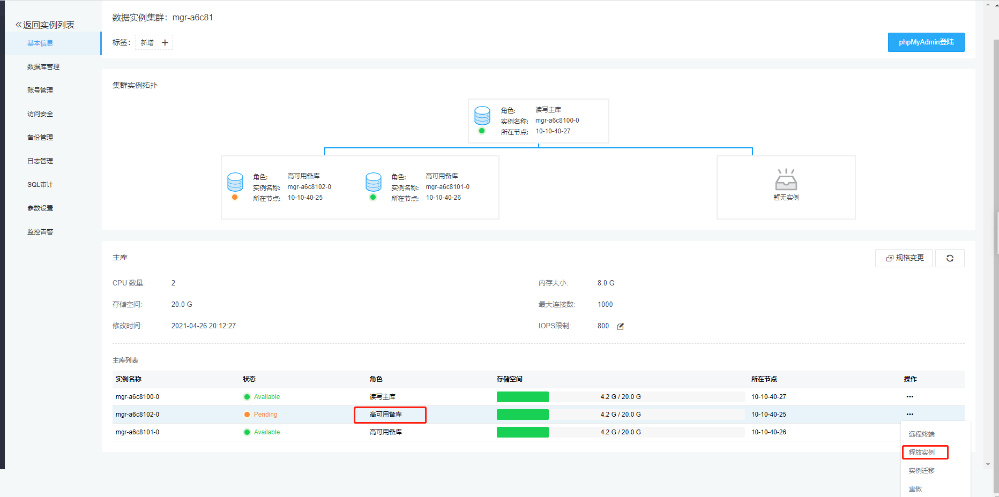 数据实例集群：mgr-a6c81
«返回实例列表
标签：
新增 +
phpMyAdmin登陆
基本信息
数据库管理
账号管理
访问安全
备份管理
日志管理
SQL审计
参数设置
监控告警
集群实例拓扑
角色: 读写主库
实例名称: mgr-a6c8100-0
所在节点: 10-10-40-27
角色: 高可用备库
实例名称: mgr-a6c8102-0
所在节点: 10-10-40-25
角色: 高可用备库
实例名称: mgr-a6c8101-0
所在节点: 10-10-40-26
暂无实例
主库
规格变更
CPU 数量: 2
内存大小: 8.0 G
存储空间: 20.0 G
最大连接数: 1000
修改时间: 2021-04-26 20:12:27
IOPS限制: 800
主库列表
实例名称 状态 角色 存储空间 所在节点 操作
mgr-a6c8100-0 Available 读写主库 4.2 G / 20.0 G 10-10-40-27 •••
mgr-a6c8102-0 Pending 高可用备库 4.2 G / 20.0 G 10-10-40-25 •••
mgr-a6c8101-0 Available 高可用备库 4.2 G / 20.0 G 10-10-40-26
远程终端
释放实例
实例迁移
重做